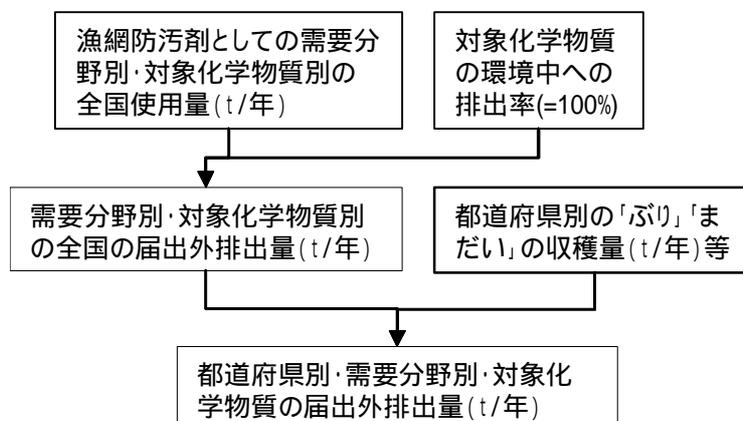 漁網防汚剤としての需要分
野別･対象化学物質別の
全国使用量(t/年)
対象化学物質
の環境中への
排出率(=100%)
需要分野別･対象化学物質別
の全国の届出外排出量(t/年)
都道府県別の｢ぶり｣｢ま
だい｣の収穫量(t/年)等
都道府県別･需要分野別･対象化
学物質の届出外排出量(t/年)